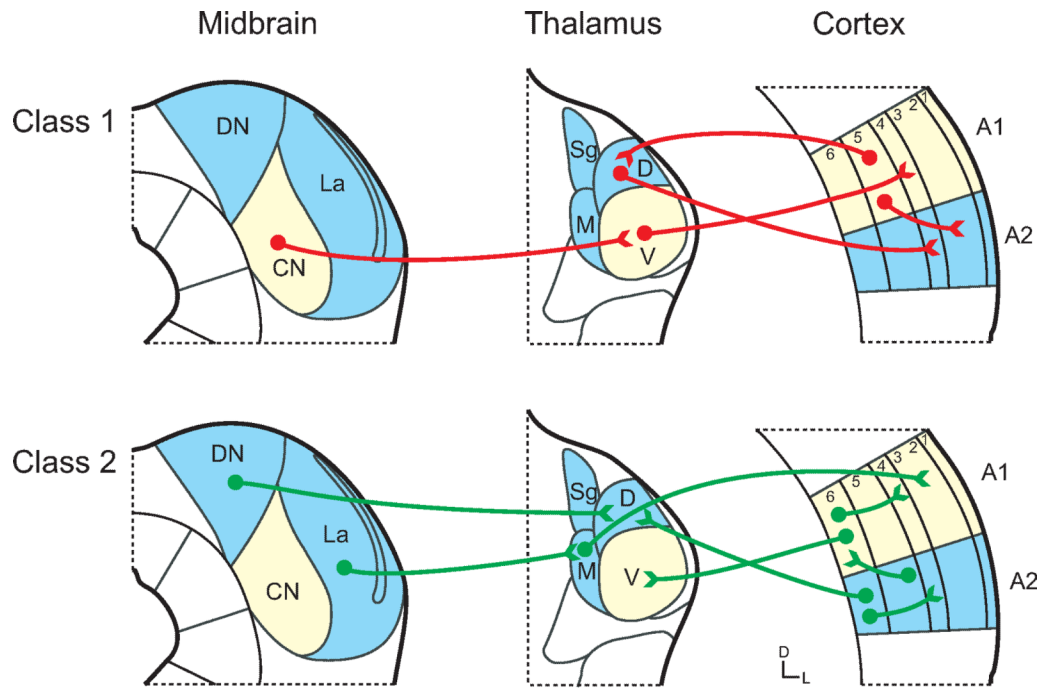 Midbrain Thalamus Cortex
Class 1
DN
La
CN
Sg
D
M
V
6 5 4 3 2 1
A1
A2
Class 2
DN
La
CN
Sg
D
M
V
6 5 4 3 2 1
A1
A2
D
L